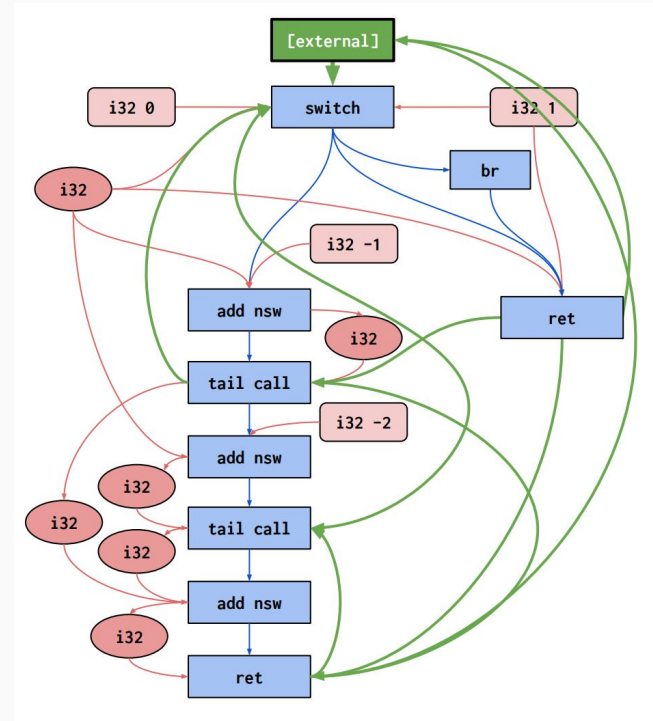 [external]
i32 0
switch
i32 1
br
i32
i32 -1
add nsw
ret
i32
tail call
i32 -2
add nsw
i32
i32
tail call
i32
add nsw
i32
ret